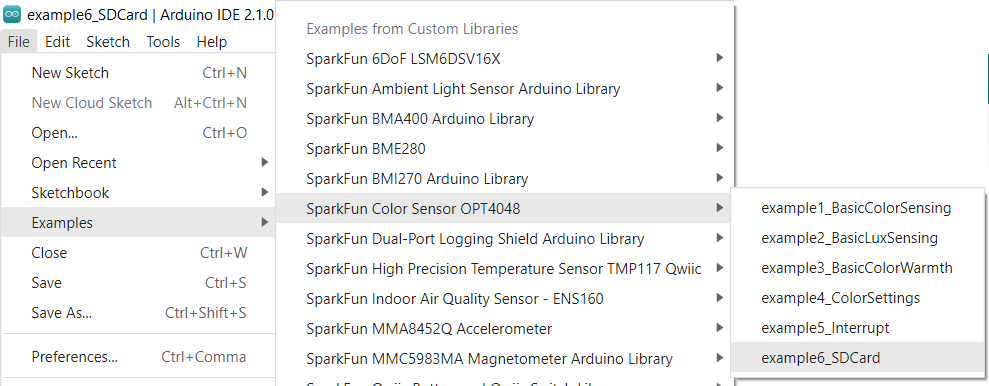 example6_SDCard | Arduino IDE 2.1.0
File Edit Sketch Tools Help
New Sketch Ctrl+N
New Cloud Sketch Alt+Ctrl+N
Open... Ctrl+O
Open Recent
Sketchbook
Examples
Close Ctrl+W
Save Ctrl+S
Save As... Ctrl+Shift+S
Preferences... Ctrl+Comma
Examples from Custom Libraries
SparkFun 6DoF LSM6DSV16X
SparkFun Ambient Light Sensor Arduino Library
SparkFun BMA400 Arduino Library
SparkFun BME280
SparkFun BMI270 Arduino Library
SparkFun Color Sensor OPT4048
SparkFun Dual-Port Logging Shield Arduino Library
SparkFun High Precision Temperature Sensor TMP117 Qwiic
SparkFun Indoor Air Quality Sensor - ENS160
SparkFun MMA8452Q Accelerometer
SparkFun MMC5983MA Magnetometer Arduino Library
example1_BasicColorSensing
example2_BasicLuxSensing
example3_BasicColorWarmth
example4_ColorSettings
example5_Interrupt
example6_SDCard